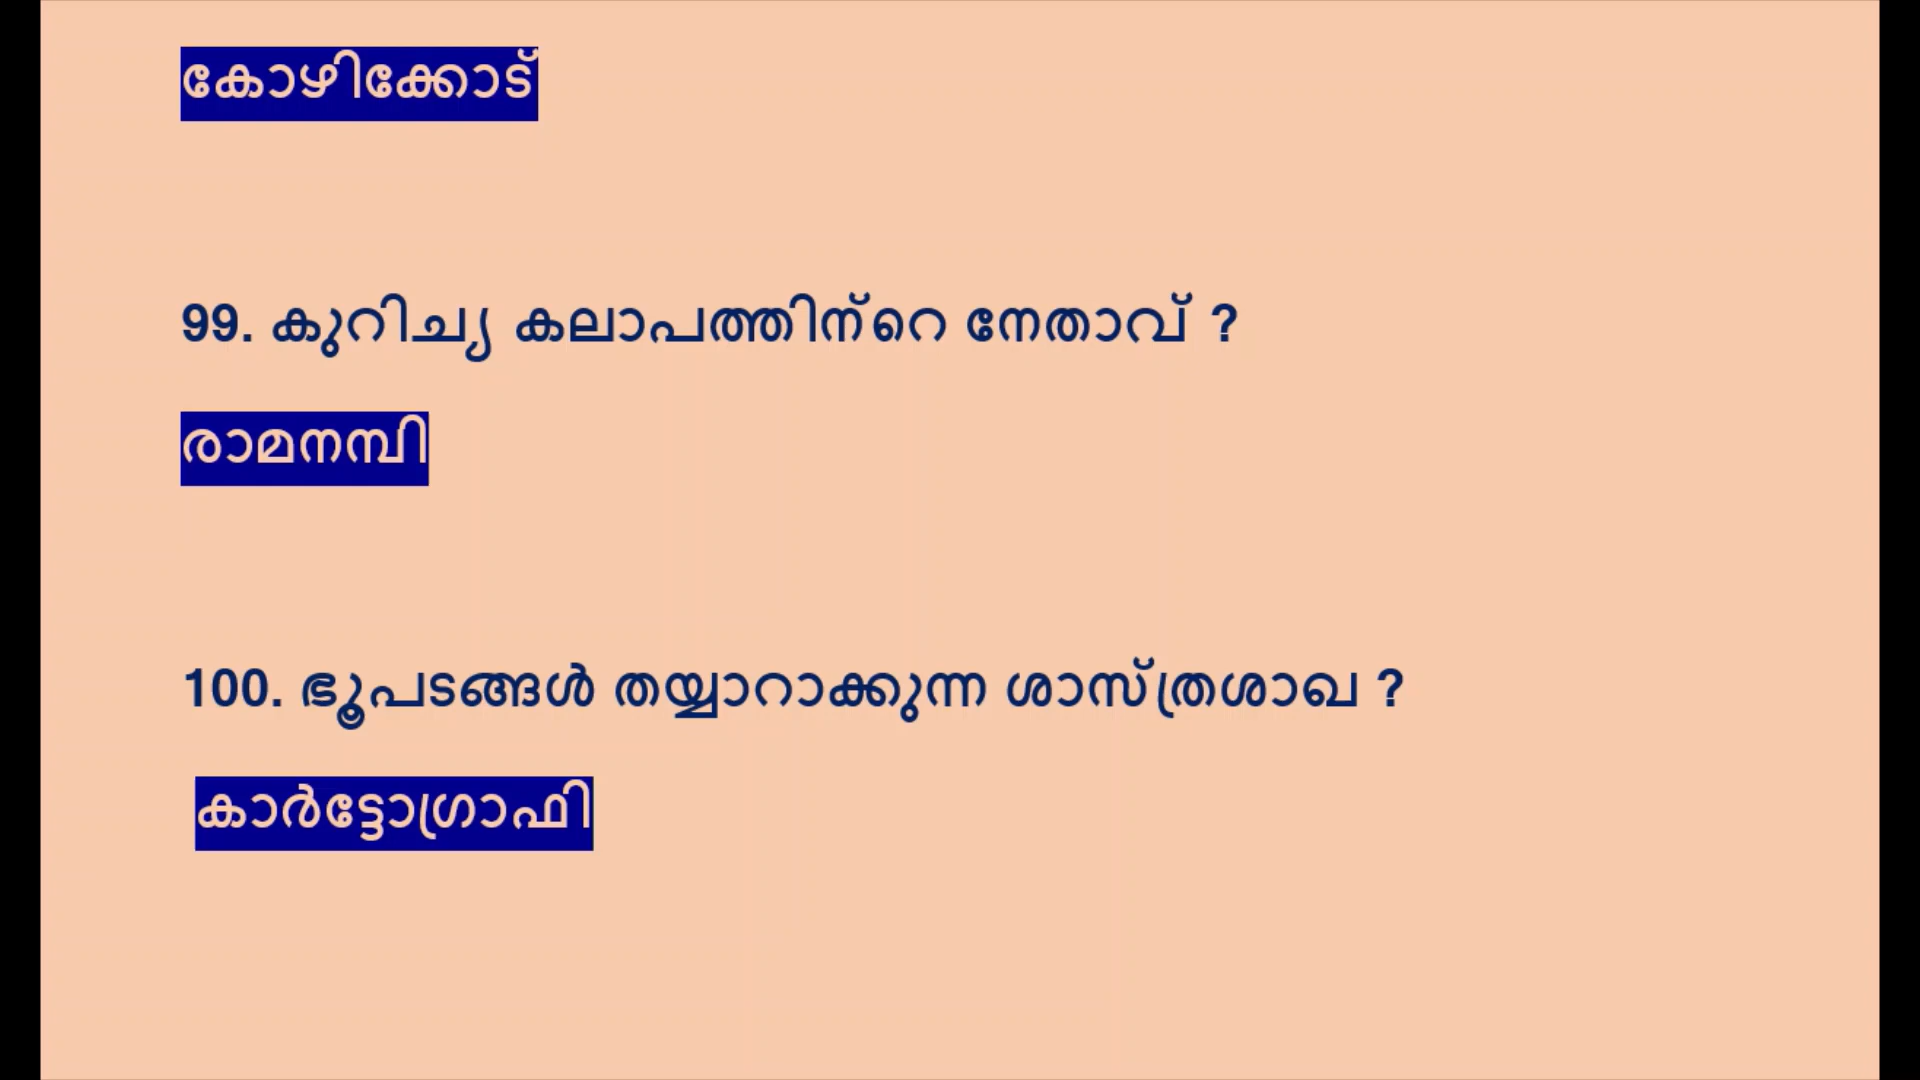 കോഴിക്കോട്
99. കുറിച്യ കലാപത്തിന്റെ നേതാവ് ?
രാമനമ്പി
100. ഭൂപടങ്ങൾ തയ്യാറാക്കുന്ന ശാസ്ത്രശാഖ ?
കാർട്ടോഗ്രാഫി